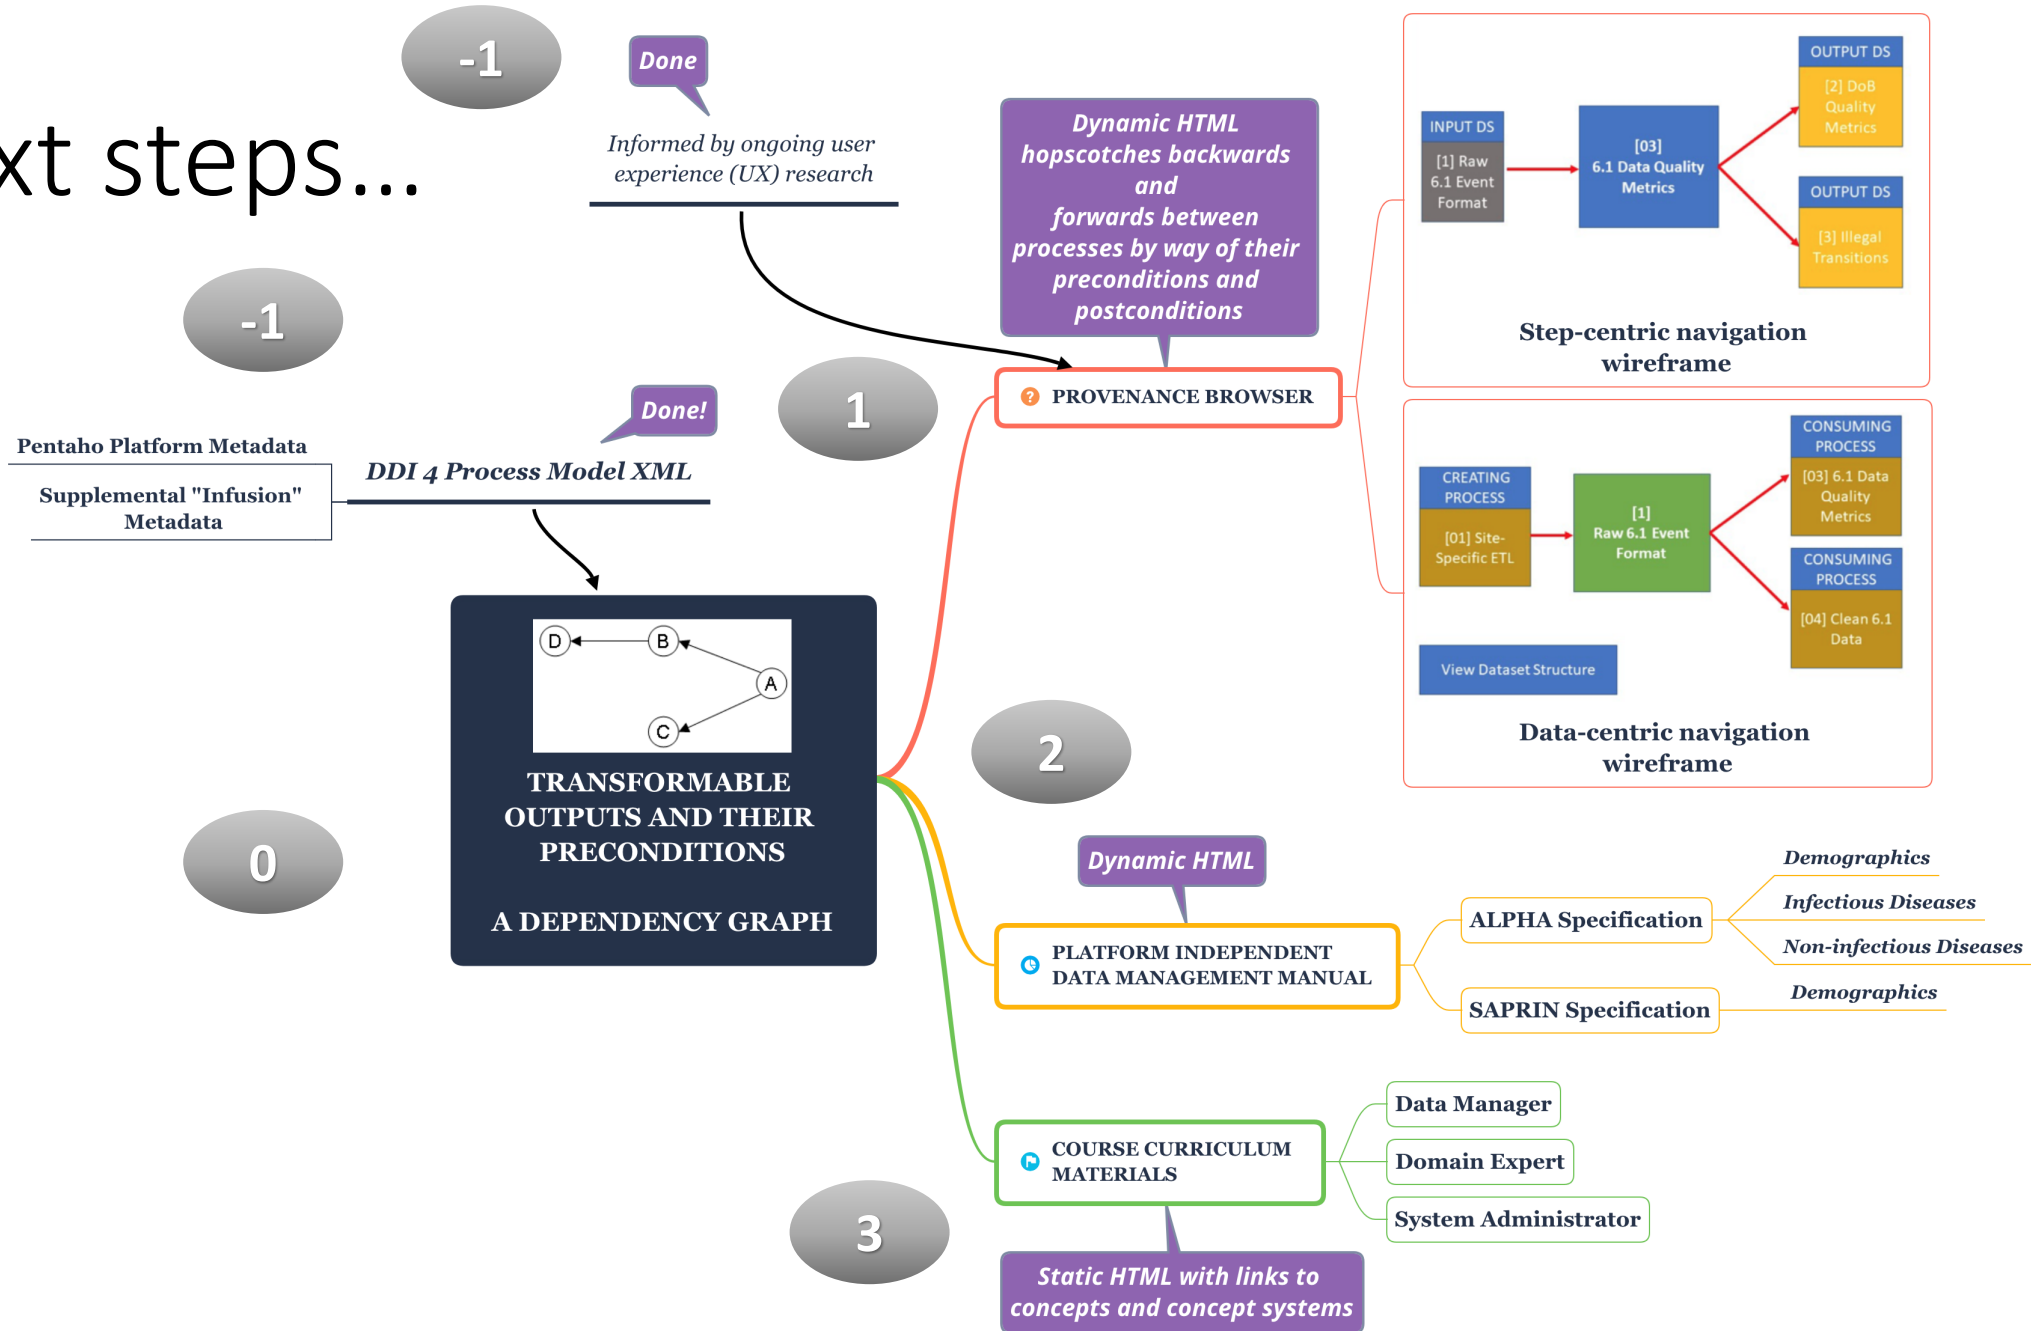 -1
Done
xt steps...
Informed by ongoing user
experience (UX) research
Dynamic HTML
hopscotches backwards
and
forwards between
processes by way of their
preconditions and
postconditions
INPUT DS
[1] Raw
6.1 Event
Format
[03]
6.1 Data Quality
Metrics
OUTPUT DS
[2] DoB
Quality
Metrics
OUTPUT DS
[3] Illegal
Transitions
Step-centric navigation
wireframe
-1
1
PROVENANCE BROWSER
Done!
Pentaho Platform Metadata
Supplemental "Infusion"
Metadata
DDI 4 Process Model XML
CREATING
PROCESS
[01] Site-
Specific ETL
[1]
Raw 6.1 Event
Format
CONSUMING
PROCESS
[03] 6.1 Data
Quality
Metrics
CONSUMING
PROCESS
[04] Clean 6.1
Data
View Dataset Structure
Data-centric navigation
wireframe
D
B
A
C
TRANSFORMABLE
OUTPUTS AND THEIR
PRECONDITIONS
A DEPENDENCY GRAPH
0
2
Dynamic HTML
PLATFORM INDEPENDENT
DATA MANAGEMENT MANUAL
ALPHA Specification
Demographics
Infectious Diseases
Non-infectious Diseases
SAPRIN Specification
Demographics
3
COURSE CURRICULUM
MATERIALS
Data Manager
Domain Expert
System Administrator
Static HTML with links to
concepts and concept systems